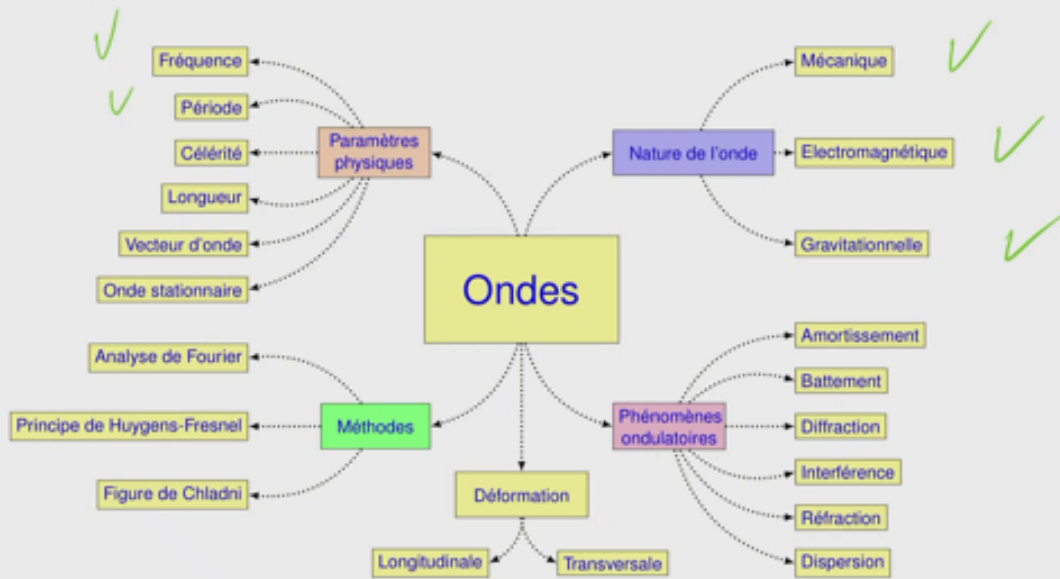 Fréquence
Période
Célérité
Longueur
Vecteur d'onde
Onde stationnaire
Paramètres
physiques
Nature de l'onde
Mécanique
Electromagnétique
Gravitationnelle
Ondes
Analyse de Fourier
Principe de Huygens-Fresnel
Figure de Chladni
Méthodes
Déformation
Longitudinale
Transversale
Phénomènes
ondulatoires
Amortissement
Battement
Diffraction
Interférence
Réfraction
Dispersion